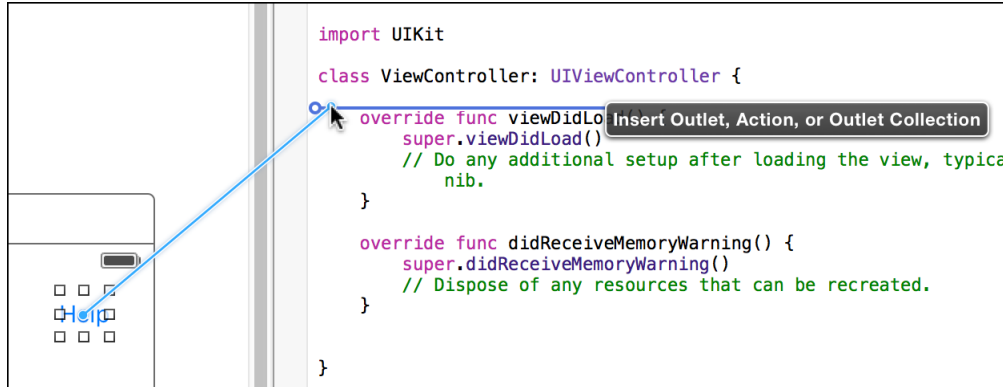 import UIKit
class ViewController: UIViewController {
override func viewDidLo
Insert Outlet, Action, or Outlet Collection
super.viewDidLoad()
// Do any additional setup after loading the view, typica
nib.
}
override func didReceiveMemoryWarning() {
super.didReceiveMemoryWarning()
// Dispose of any resources that can be recreated.
}
Help
}